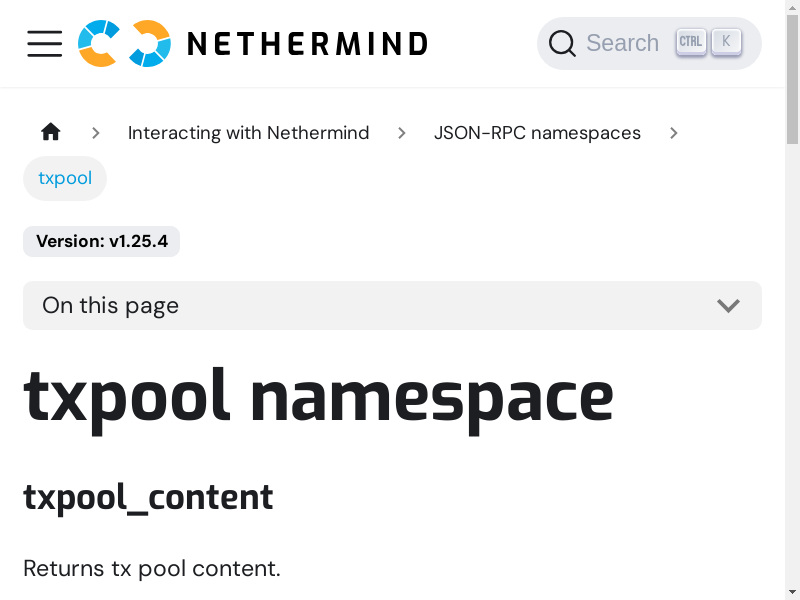 NETHERMIND
Search CTRL K
Interacting with Nethermind JSON-RPC namespaces
txpool
Version: v1.25.4
On this page
txpool namespace
txpool_content
Returns tx pool content.